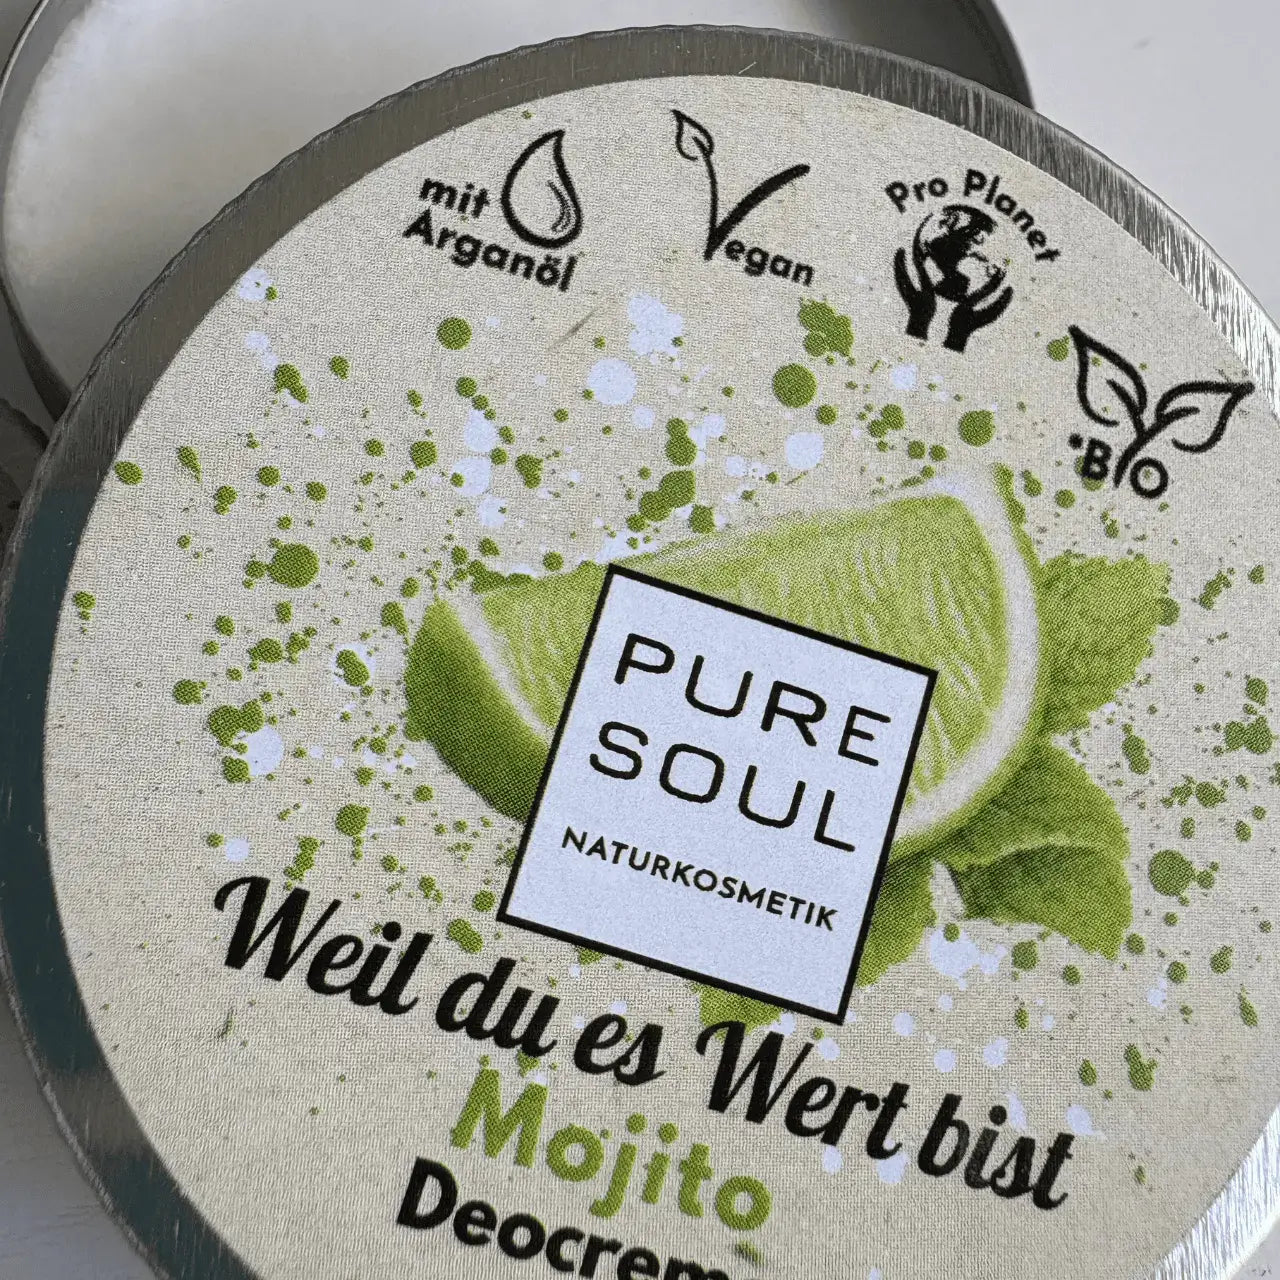 mit
Arganöl
Vegan
Pro Planet
*BIO
PURE
SOUL
NATURKOSMETIK
Weil du es Wert bist
Mojito